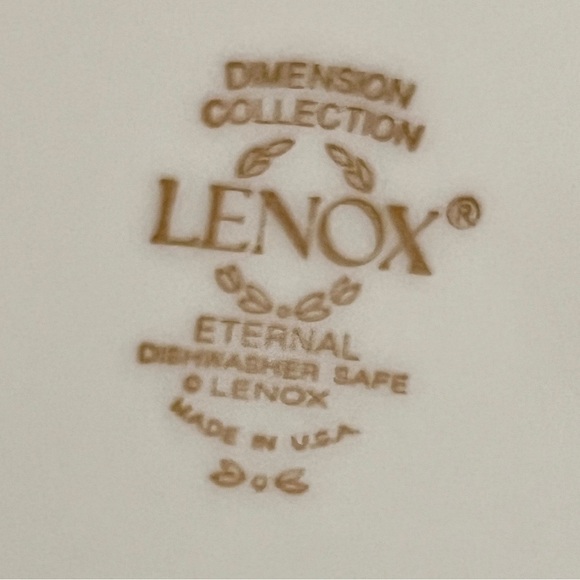 DIMENSION
COLLECTION
LENOX®
ETERNAL
DISHWASHER SAFE
© LENOX
MADE IN U.S.A.